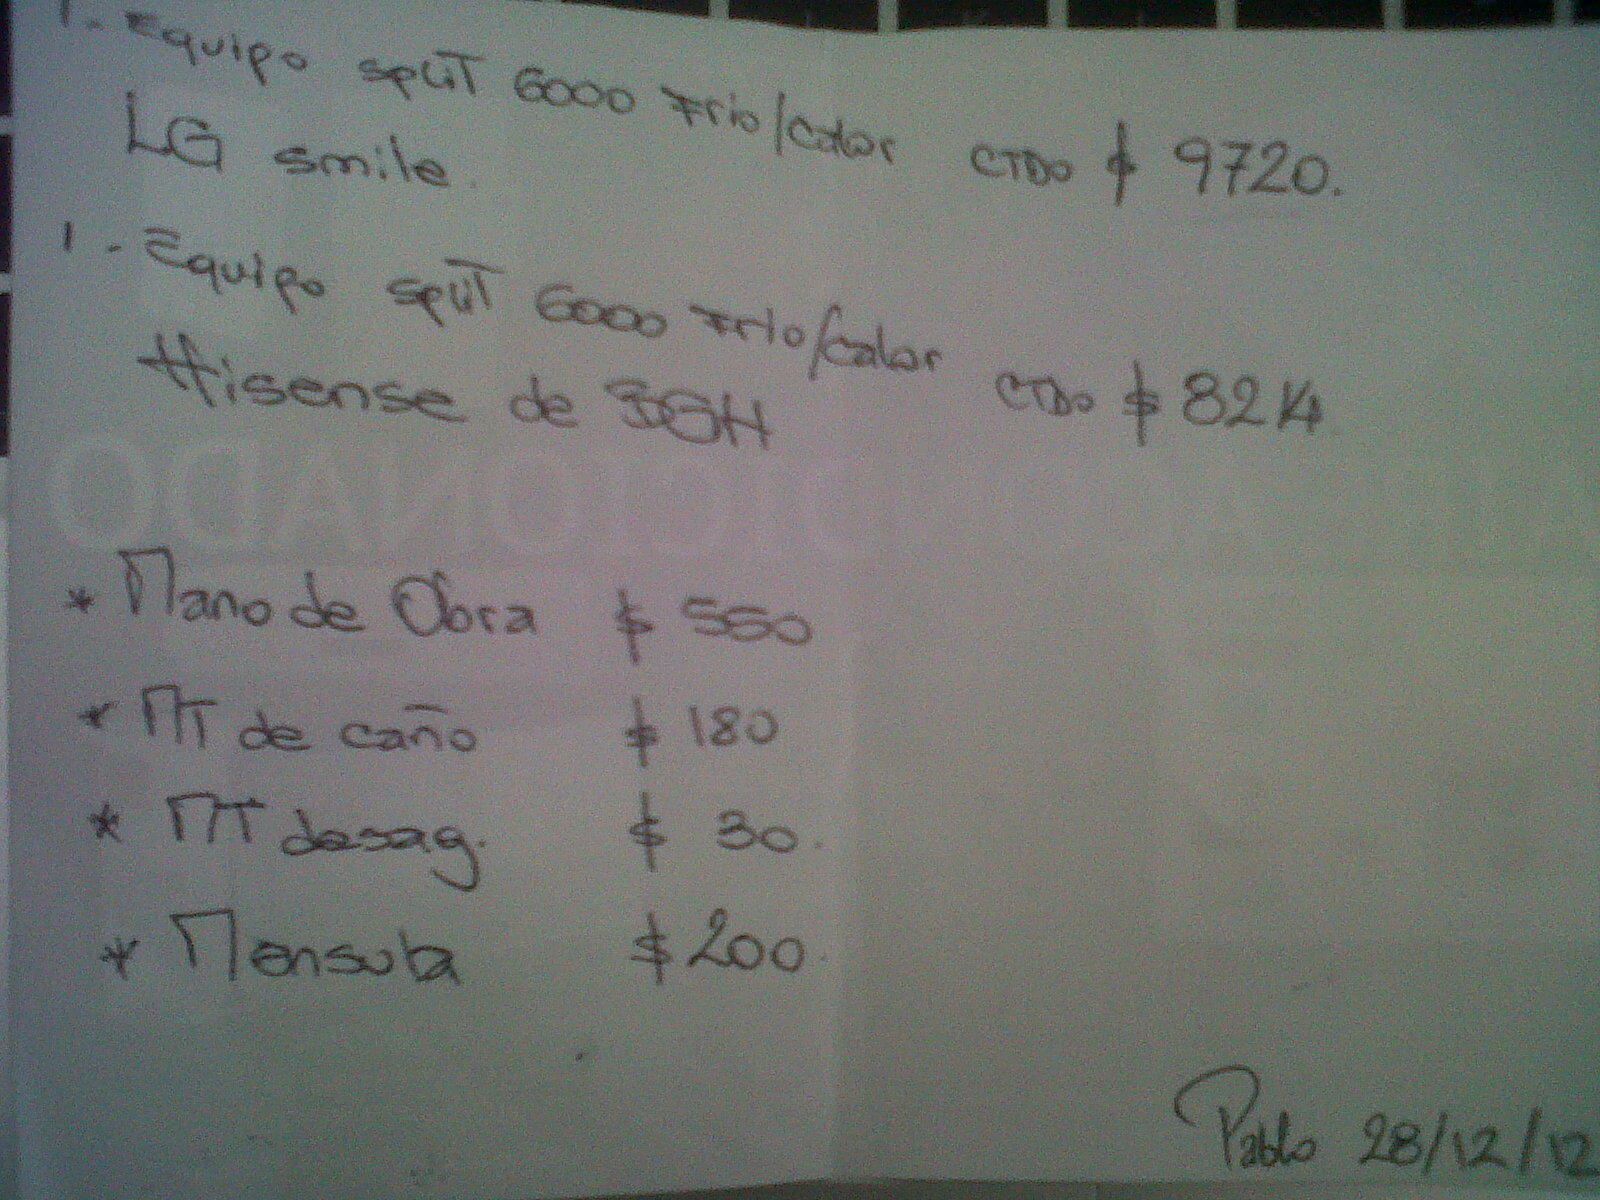 1 - Equipo split 6000 Frio/Calor CTDO $ 9720.
LG smile.
1 - Equipo split 6000 Frio/Calor CTDO $ 8214
Hisense de BGH
* Mano de Obra $ 550
* MT de caño $ 180
* MT desag. $ 30.
* Mensula $ 200.
Pablo 28/12/12